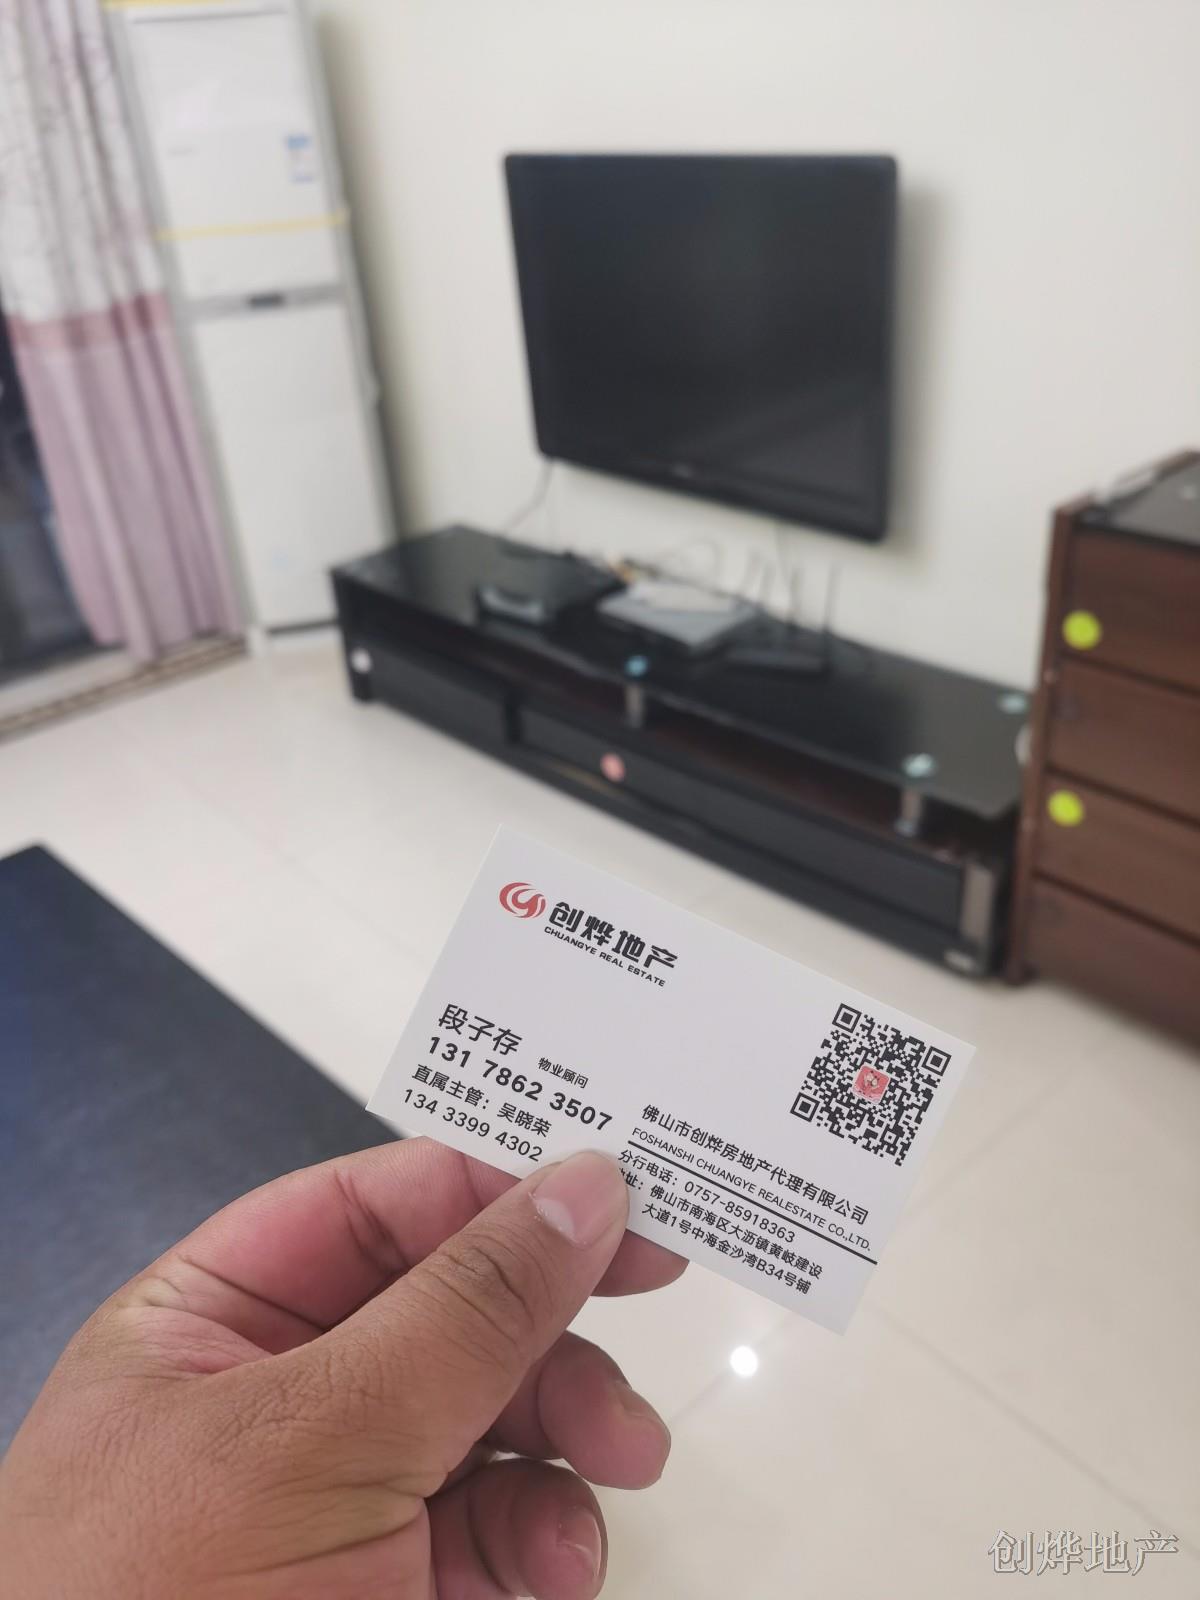 创烨地产
CHUANGYE REAL ESTATE
段子存 物业顾问
131 7862 3507
直属主管：吴晓荣
134 3399 4302
佛山市创烨房地产代理有限公司
FOSHANSHI CHUANGYE REALESTATE CO.,LTD.
分行电话：0757-85918363
址：佛山市南海区大沥镇黄岐建设
大道1号中海金沙湾B34号铺
创烨地产